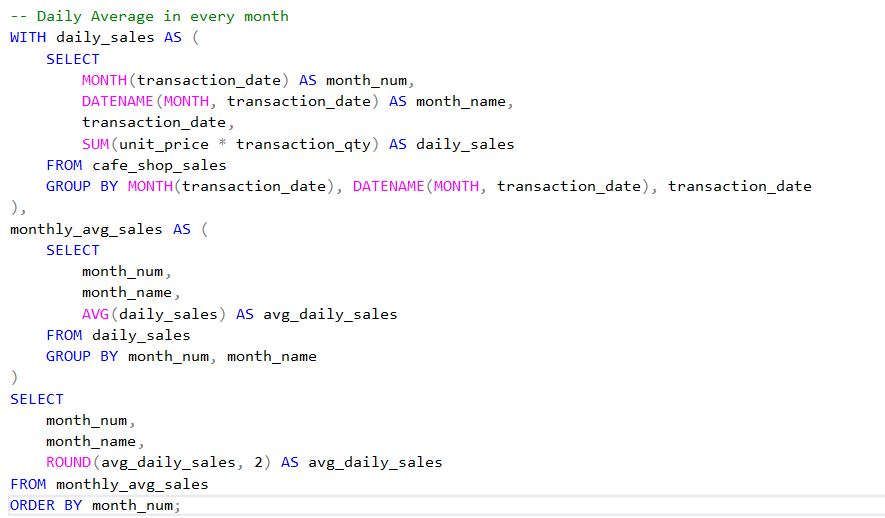 -- Daily Average in every month
WITH daily_sales AS (
    SELECT
        MONTH(transaction_date) AS month_num,
        DATENAME(MONTH, transaction_date) AS month_name,
        transaction_date,
        SUM(unit_price * transaction_qty) AS daily_sales
    FROM cafe_shop_sales
    GROUP BY MONTH(transaction_date), DATENAME(MONTH, transaction_date), transaction_date
),
monthly_avg_sales AS (
    SELECT
        month_num,
        month_name,
        AVG(daily_sales) AS avg_daily_sales
    FROM daily_sales
    GROUP BY month_num, month_name
)
SELECT
    month_num,
    month_name,
    ROUND(avg_daily_sales, 2) AS avg_daily_sales
FROM monthly_avg_sales
ORDER BY month_num;